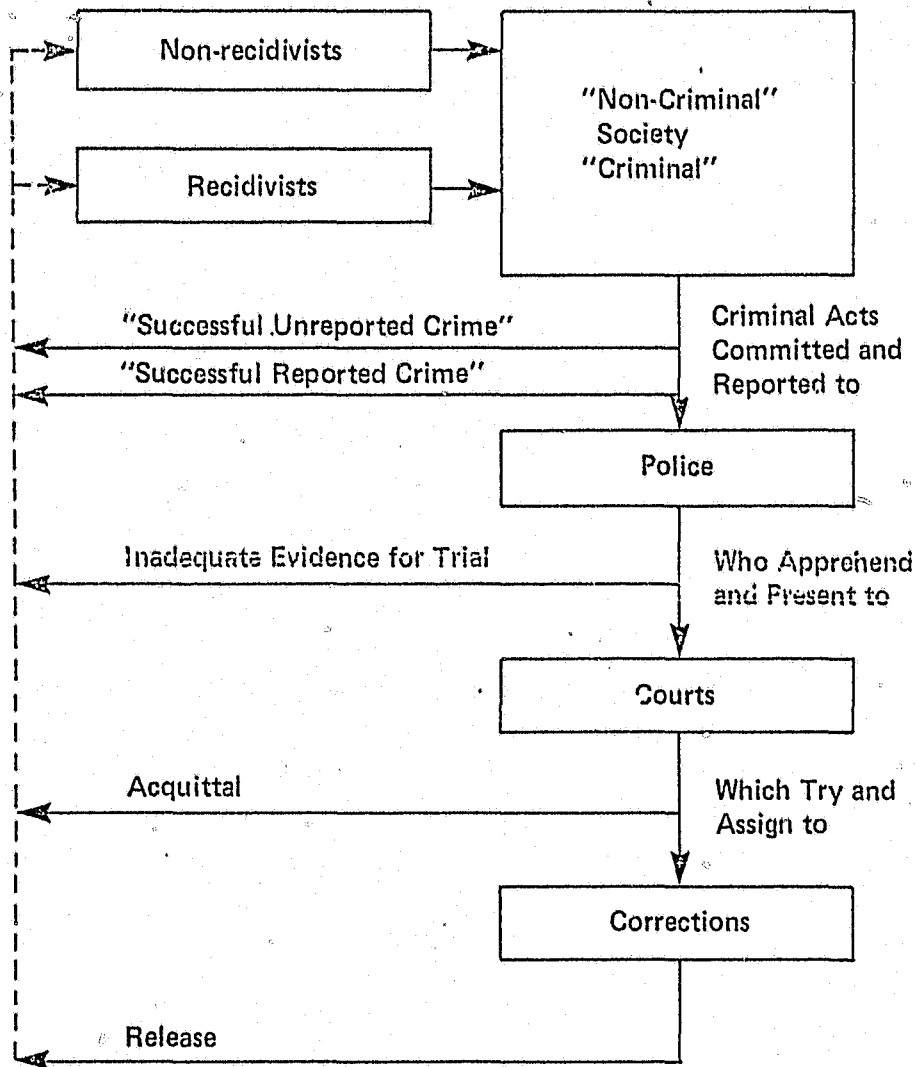 Non-recidivists
"Non-Criminal"
Society
"Criminal"
Recidivists
"Successful Unreported Crime"
Criminal Acts
Committed and
Reported to
"Successful Reported Crime"
Police
Inadequate Evidence for Trial
Who Apprehend
and Present to
Courts
Acquittal
Which Try and
Assign to
Corrections
Release